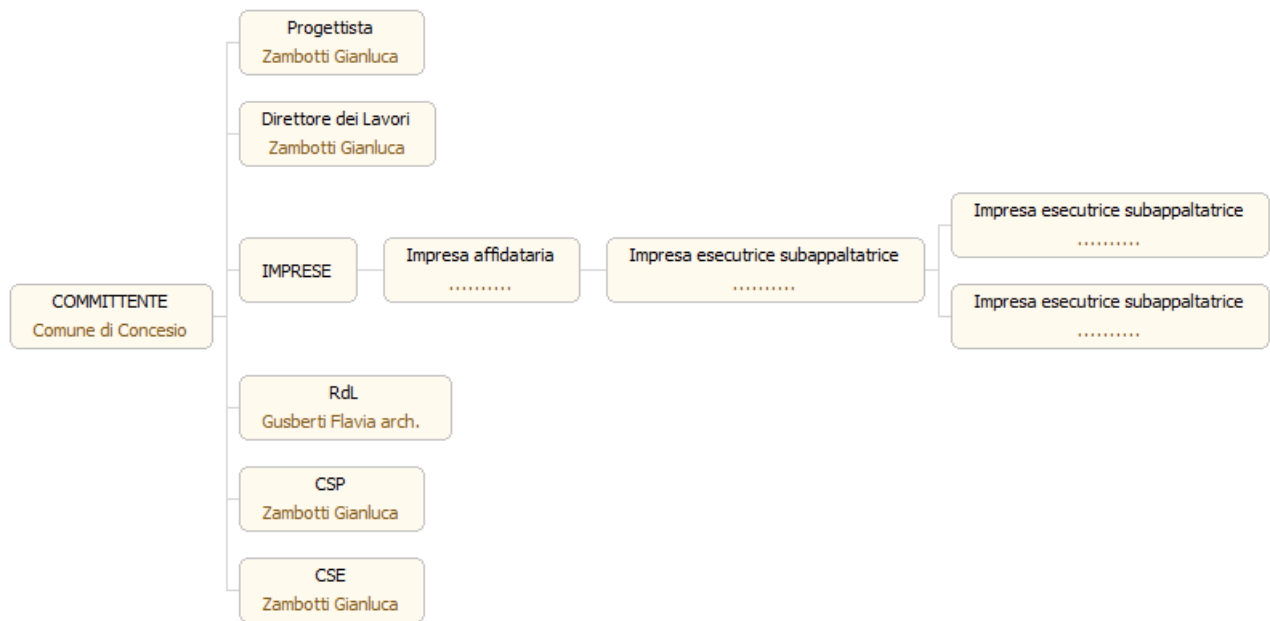 Progettista
Zambotti Gianluca
Direttore dei Lavori
Zambotti Gianluca
Impresa esecutrice subappaltatrice
..........
IMPRESE
Impresa affidataria
..........
Impresa esecutrice subappaltatrice
..........
COMMITTENTE
Comune di Concesio
Impresa esecutrice subappaltatrice
..........
RdL
Gusberti Flavia arch.
CSP
Zambotti Gianluca
CSE
Zambotti Gianluca